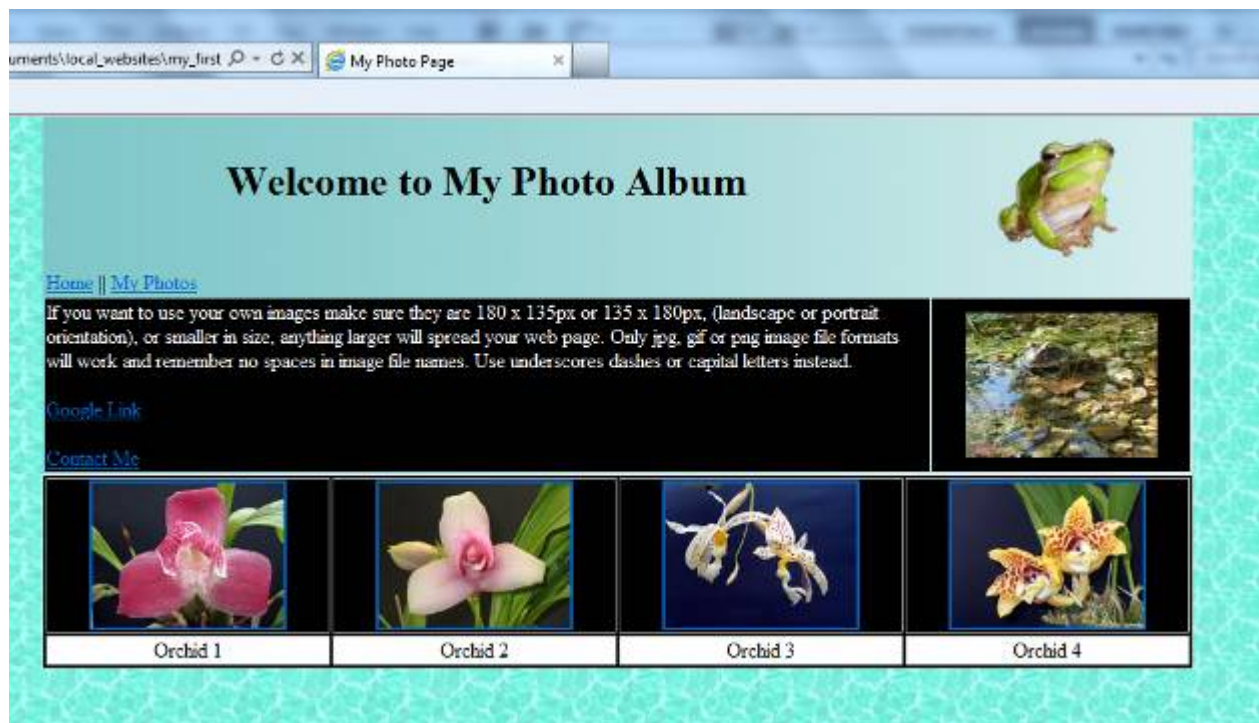 uments\local_websites\my_first
My Photo Page
Welcome to My Photo Album
Home || My Photos
If you want to use your own images make sure they are 180 x 135px or 135 x 180px, (landscape or portrait
orientation), or smaller in size, anything larger will spread your web page. Only jpg, gif or png image file formats
will work and remember no spaces in image file names. Use underscores dashes or capital letters instead.
Google Link
Contact Me
Orchid 1
Orchid 2
Orchid 3
Orchid 4